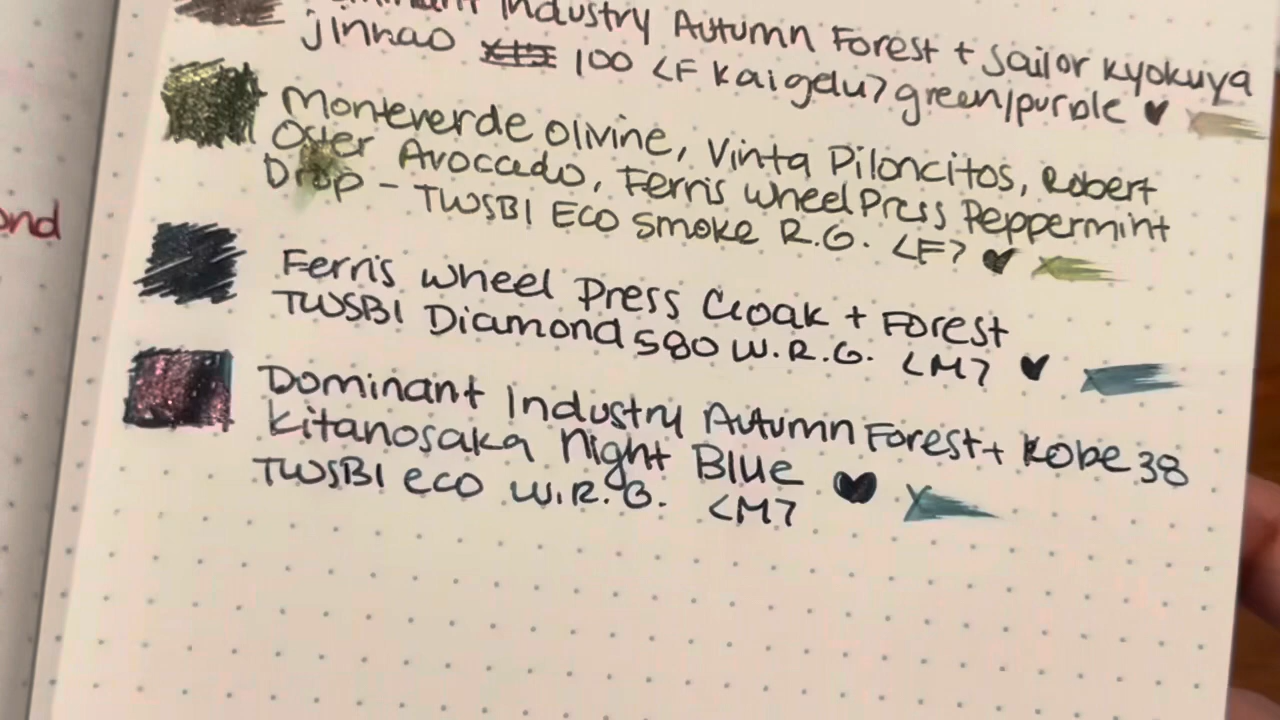 Industry Autumn Forest + Sailor Kyokuya
jinhao 100 <F Kaigelu> green/purple ♥
Monteverde Olivine, Vinta Piloncitos, Robert
Oster Avocado, Ferris Wheel Press Peppermint
Drop - TWSBI ECO Smoke R.G. <F> ♥
ond
Ferris Wheel Press Cloak + Forest
TWSBI Diamond 580 W.R.G. <M> ♥
Dominant Industry Autumn Forest + Kobe 38
Kitanosaka Night Blue
TWSBI eco W.R.G. <M> ♥